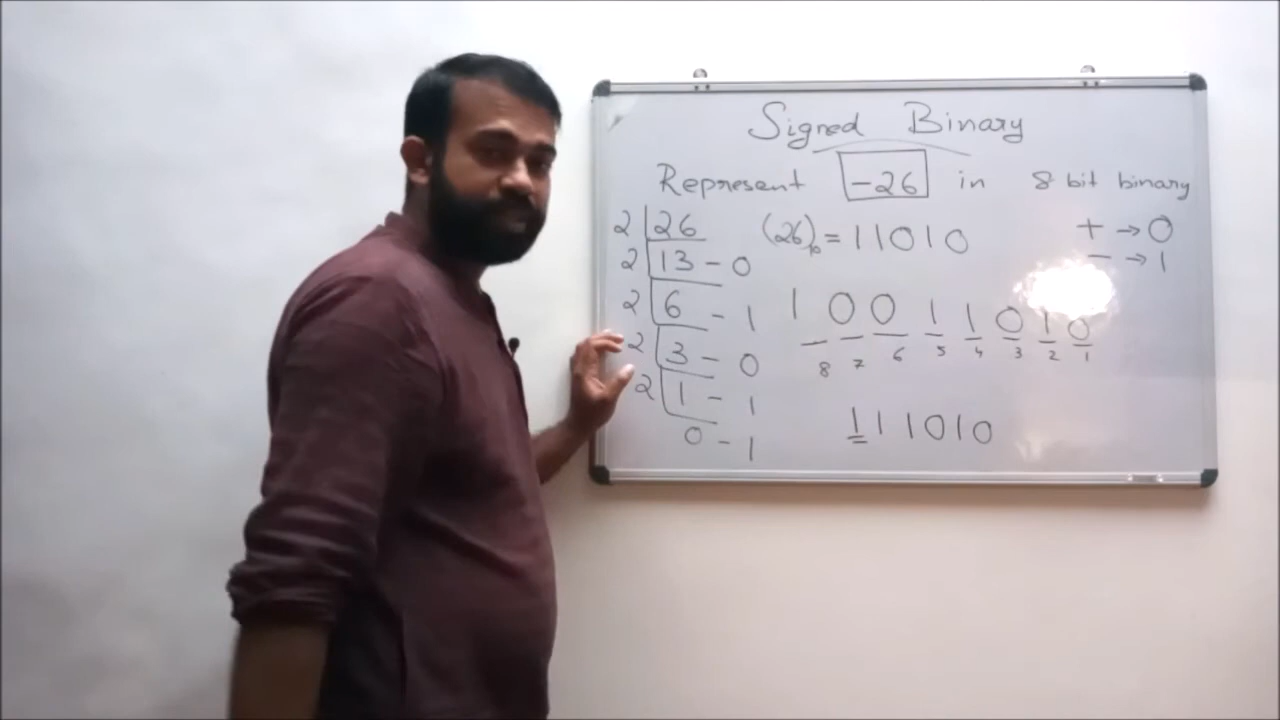 Signed Binary
Represent -26 in 8 bit binary
2 | 26
2 | 13 - 0
2 | 6 - 1
2 | 3 - 0
2 | 1 - 1
0 - 1
(26)₁₀ = 11010
+ → 0
- → 1
1 0 0 1 1 0 1 0
8 7 6 5 4 3 2 1
111010